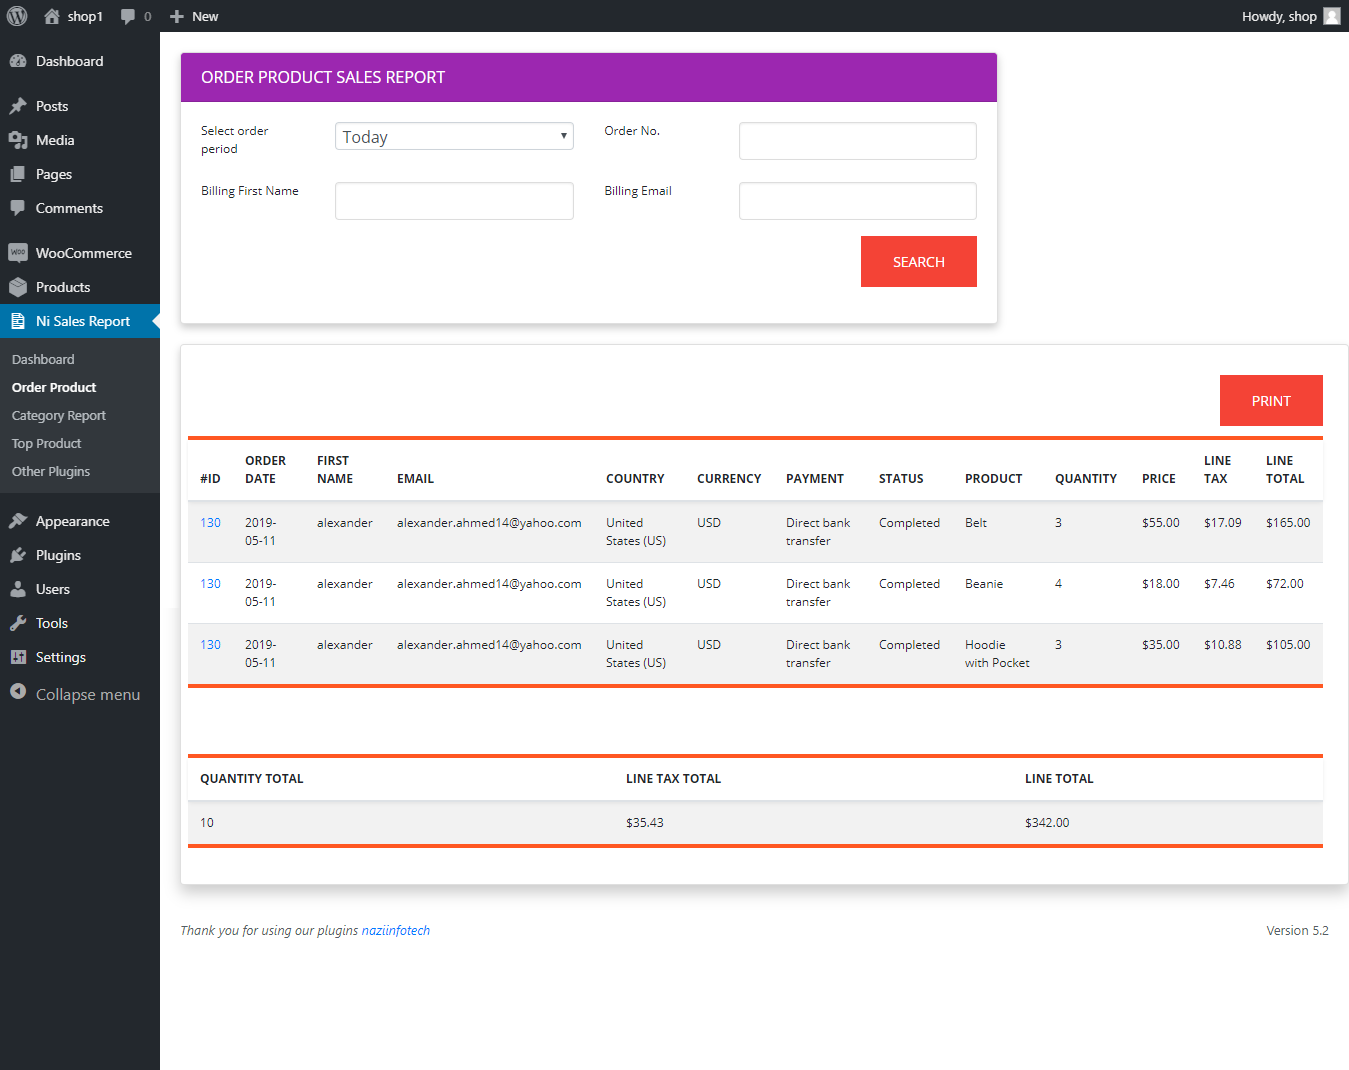 shop1 0 New Howdy, shop
Dashboard
Posts
Media
Pages
Comments
WooCommerce
Products
Ni Sales Report
Dashboard
Order Product
Category Report
Top Product
Other Plugins
Appearance
Plugins
Users
Tools
Settings
Collapse menu
ORDER PRODUCT SALES REPORT
Select order
period
Today
Order No.
Billing First Name
Billing Email
SEARCH
PRINT
#ID ORDER DATE FIRST NAME EMAIL COUNTRY CURRENCY PAYMENT STATUS PRODUCT QUANTITY PRICE LINE TAX LINE TOTAL
130 2019-05-11 alexander alexander.ahmed14@yahoo.com United States (US) USD Direct bank transfer Completed Belt 3 $55.00 $17.09 $165.00
130 2019-05-11 alexander alexander.ahmed14@yahoo.com United States (US) USD Direct bank transfer Completed Beanie 4 $18.00 $7.46 $72.00
130 2019-05-11 alexander alexander.ahmed14@yahoo.com United States (US) USD Direct bank transfer Completed Hoodie with Pocket 3 $35.00 $10.88 $105.00
QUANTITY TOTAL LINE TAX TOTAL LINE TOTAL
10 $35.43 $342.00
Thank you for using our plugins naziinfotech
Version 5.2